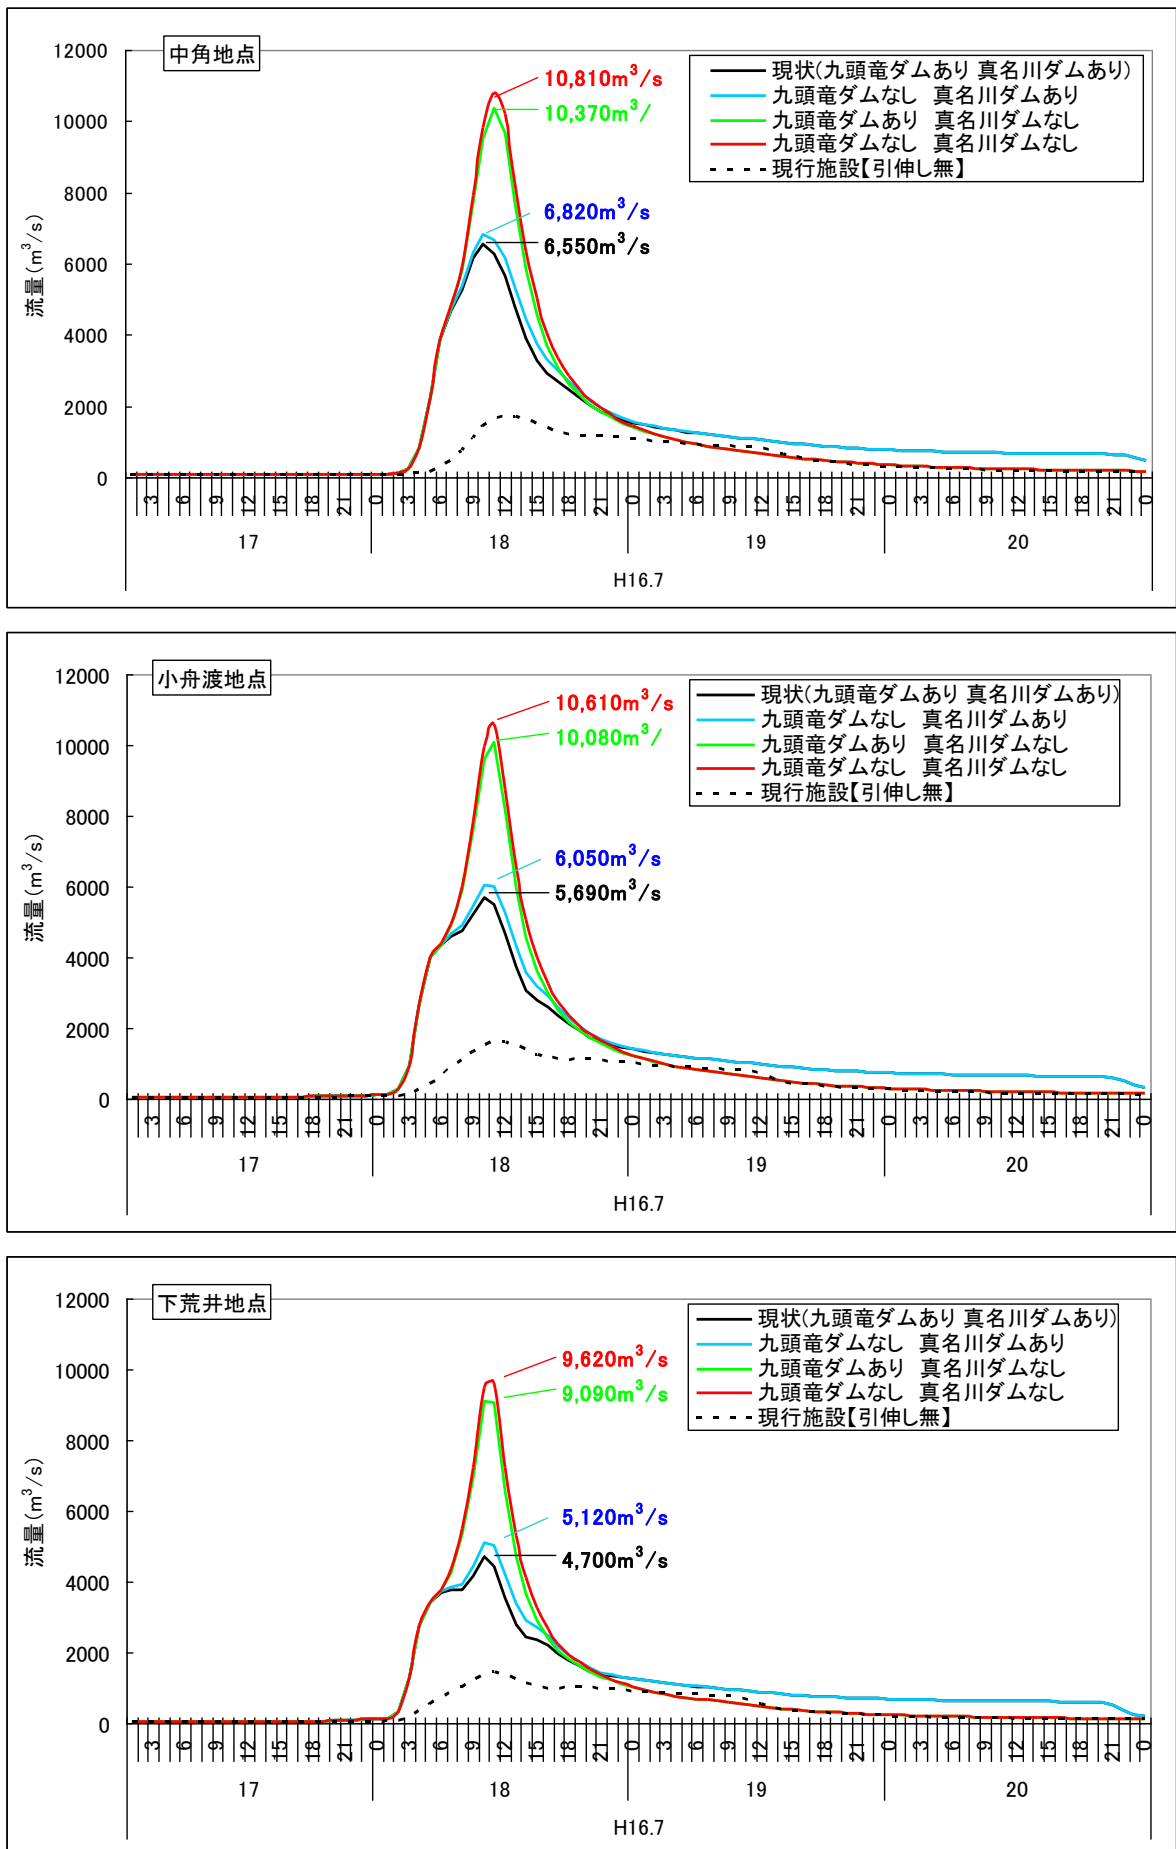 中角地点
12000
10000
8000
6000
4000
2000
0
流量(m³/s)
10,810m³/s
10,370m³/
6,820m³/s
6,550m³/s
現状(九頭竜ダムあり 真名川ダムあり)
九頭竜ダムなし 真名川ダムあり
九頭竜ダムあり 真名川ダムなし
九頭竜ダムなし 真名川ダムなし
現行施設【引伸し無】
3 6 9 12 15 18 21 0 3 6 9 12 15 18 21 0 3 6 9 12 15 18 21 0 3 6 9 12 15 18 21 0
17 18 19 20
H16.7
小舟渡地点
12000
10000
8000
6000
4000
2000
0
流量(m³/s)
10,610m³/s
10,080m³/
6,050m³/s
5,690m³/s
現状(九頭竜ダムあり 真名川ダムあり)
九頭竜ダムなし 真名川ダムあり
九頭竜ダムあり 真名川ダムなし
九頭竜ダムなし 真名川ダムなし
現行施設【引伸し無】
3 6 9 12 15 18 21 0 3 6 9 12 15 18 21 0 3 6 9 12 15 18 21 0 3 6 9 12 15 18 21 0
17 18 19 20
H16.7
下荒井地点
12000
10000
8000
6000
4000
2000
0
流量(m³/s)
9,620m³/s
9,090m³/s
5,120m³/s
4,700m³/s
現状(九頭竜ダムあり 真名川ダムあり)
九頭竜ダムなし 真名川ダムあり
九頭竜ダムあり 真名川ダムなし
九頭竜ダムなし 真名川ダムなし
現行施設【引伸し無】
3 6 9 12 15 18 21 0 3 6 9 12 15 18 21 0 3 6 9 12 15 18 21 0 3 6 9 12 15 18 21 0
17 18 19 20
H16.7